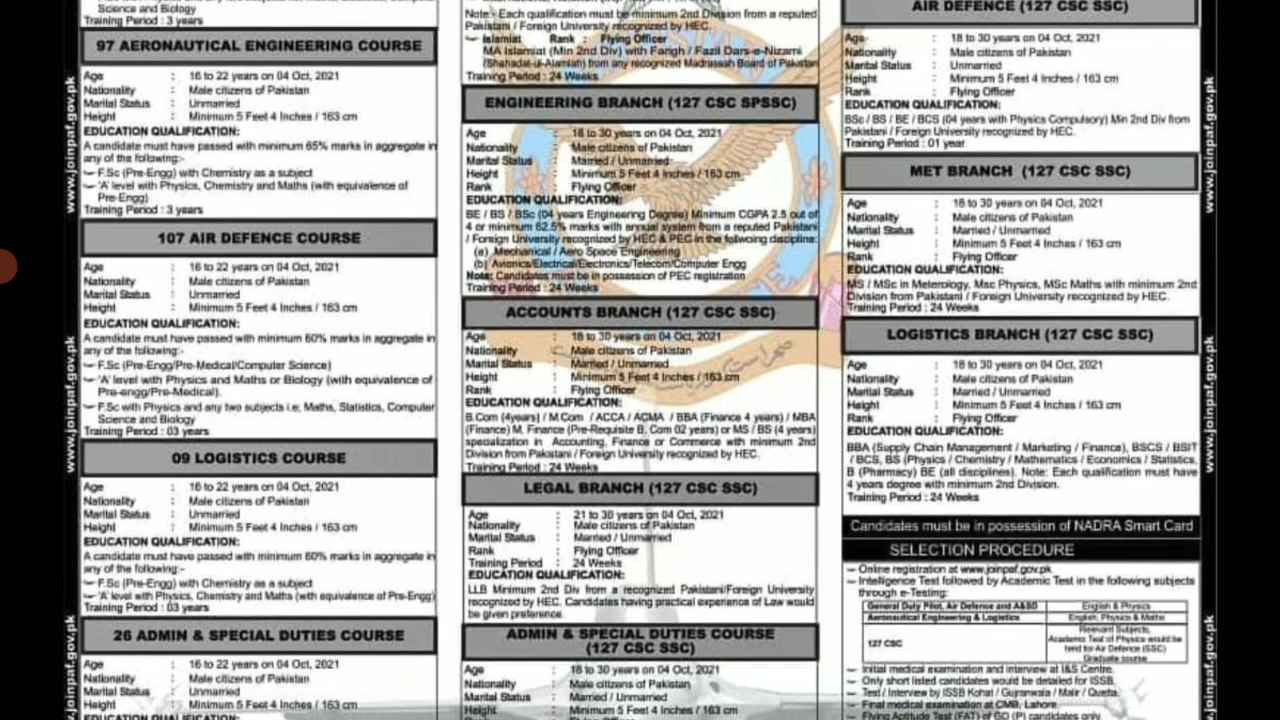 Science and Biology
Training Period : 3 years
97 AERONAUTICAL ENGINEERING COURSE
Age : 16 to 22 years on 04 Oct, 2021
Nationality : Male citizens of Pakistan
Marital Status : Unmarried
Height : Minimum 5 Feet 4 Inches / 163 cm
EDUCATION QUALIFICATION:
A candidate must have passed with minimum 65% marks in aggregate in
any of the following:-
F.Sc (Pre-Engg) with Chemistry as a subject
'A' level with Physics, Chemistry and Maths (with equivalence of
Pre-Engg)
Training Period : 3 years
107 AIR DEFENCE COURSE
Age : 16 to 22 years on 04 Oct, 2021
Nationality : Male citizens of Pakistan
Marital Status : Unmarried
Height : Minimum 5 Feet 4 Inches / 163 cm
EDUCATION QUALIFICATION:
A candidate must have passed with minimum 60% marks in aggregate in
any of the following:-
F.Sc (Pre-Engg/Pre-Medical/Computer Science)
'A' level with Physics and Maths or Biology (with equivalence of
Pre-engg/Pre-Medical).
F.Sc with Physics and any two subjects i.e; Maths, Statistics, Computer
Science and Biology
Training Period : 03 years
09 LOGISTICS COURSE
Age : 16 to 22 years on 04 Oct, 2021
Nationality : Male citizens of Pakistan
Marital Status : Unmarried
Height : Minimum 5 Feet 4 Inches / 163 cm
EDUCATION QUALIFICATION:
A candidate must have passed with minimum 60% marks in aggregate in
any of the following:-
F.Sc (Pre-Engg) with Chemistry as a subject
'A' level with Physics, Chemistry and Maths (with equivalence of Pre-Engg)
Training Period : 03 years
26 ADMIN & SPECIAL DUTIES COURSE
Age : 16 to 22 years on 04 Oct, 2021
Nationality : Male citizens of Pakistan
Marital Status : Unmarried
Height : Minimum 5 Feet 4 Inches / 163 cm
EDUCATION QUALIFICATION:
Note:- Each qualification must be minimum 2nd Division from a reputed
Pakistani / Foreign University recognized by HEC.
Islamiat Rank : Flying Officer
MA Islamiat (Min 2nd Div) with Farigh / Fazil Dars-e-Nizami
(Shahadat-ul-Alamiah) from any recognized Madrassah Board of Pakistan
Training Period : 24 Weeks
ENGINEERING BRANCH (127 CSC SPSSC)
Age : 18 to 30 years on 04 Oct, 2021
Nationality : Male citizens of Pakistan
Marital Status : Married / Unmarried
Height : Minimum 5 Feet 4 Inches / 163 cm
Rank : Flying Officer
EDUCATION QUALIFICATION:
BE / BS / BSc (04 years Engineering Degree) Minimum CGPA 2.5 out of
4 or minimum 62.5% marks with annual system from a reputed Pakistani
/ Foreign University recognized by HEC & PEC in the follwoing discipline:
(a) Mechanical / Aero Space Engineering
(b) Avionics/Electrical/Electronics/Telecom/Computer Engg
Note: Candidates must be in possession of PEC registration
Training Period : 24 Weeks
ACCOUNTS BRANCH (127 CSC SSC)
Age : 18 to 30 years on 04 Oct, 2021
Nationality : Male citizens of Pakistan
Marital Status : Married / Unmarried
Height : Minimum 5 Feet 4 Inches / 163 cm
Rank : Flying Officer
EDUCATION QUALIFICATION:
B.Com (4years) / M.Com / ACCA / ACMA / BBA (Finance 4 years) / MBA
(Finance) M. Finance (Pre-Requisite B. Com 02 years) or MS / BS (4 years)
specialization in Accounting, Finance or Commerce with minimum 2nd
Division from Pakistani / Foreign University recognized by HEC.
Training Period : 24 Weeks
LEGAL BRANCH (127 CSC SSC)
Age : 21 to 30 years on 04 Oct, 2021
Nationality : Male citizens of Pakistan
Marital Status : Married / Unmarried
Rank : Flying Officer
Training Period : 24 Weeks
EDUCATION QUALIFICATION:
LLB Minimum 2nd Div from a recognized Pakistani/Foreign University
recognized by HEC. Candidates having practical experience of Law would
be given preference.
ADMIN & SPECIAL DUTIES COURSE
(127 CSC SSC)
Age : 18 to 30 years on 04 Oct, 2021
Nationality : Male citizens of Pakistan
Marital Status : Married / Unmarried
Height : Minimum 5 Feet 4 Inches / 163 cm
AIR DEFENCE (127 CSC SSC)
Age : 18 to 30 years on 04 Oct, 2021
Nationality : Male citizens of Pakistan
Marital Status : Unmarried
Height : Minimum 5 Feet 4 Inches / 163 cm
Rank : Flying Officer
EDUCATION QUALIFICATION:
BSc / BS / BE / BCS (04 years with Physics Compulsory) Min 2nd Div from
Pakistani / Foreign University recognized by HEC.
Training Period : 01 year
MET BRANCH (127 CSC SSC)
Age : 18 to 30 years on 04 Oct, 2021
Nationality : Male citizens of Pakistan
Marital Status : Married / Unmarried
Height : Minimum 5 Feet 4 Inches / 163 cm
Rank : Flying Officer
EDUCATION QUALIFICATION:
MS / MSc in Meterology, Msc Physics, MSc Maths with minimum 2nd
Division from Pakistani / Foreign University recognized by HEC.
Training Period : 24 Weeks
LOGISTICS BRANCH (127 CSC SSC)
Age : 18 to 30 years on 04 Oct, 2021
Nationality : Male citizens of Pakistan
Marital Status : Married / Unmarried
Height : Minimum 5 Feet 4 Inches / 163 cm
Rank : Flying Officer
EDUCATION QUALIFICATION:
BBA (Supply Chain Management / Marketing / Finance), BSCS / BSIT
/ BCS, BS (Physics / Chemistry / Mathematics / Economics / Statistics,
B (Pharmacy) BE (all disciplines). Note: Each qualification must have
4 years degree with minimum 2nd Division.
Training Period : 24 Weeks
Candidates must be in possession of NADRA Smart Card
SELECTION PROCEDURE
Online registration at www.joinpaf.gov.pk
Intelligence Test followed by Academic Test in the following subjects
through e-Testing:
General Duty Pilot, Air Defence and A&SD English & Physics
Aeronautical Engineering & Logistics English, Physics & Maths
127 CSC
Relevant Subjects,
Academic Test of Physics would be
held for Air Defence (SSC)
Graduate course
Initial medical examination and interview at I&S Centre.
Only short listed candidates would be detailed for ISSB.
Test / Interview by ISSB Kohat / Gujranwala / Malir / Quetta.
Final medical examination at CMB, Lahore.
Flying Aptitude Test (FAT) of GD (P) candidates only
www.joinpaf.gov.pk
www.joinpaf.gov.pk
www.joinpaf.gov.pk
www.joinpaf.gov.pk
www.joinpaf.gov.pk
www.joinpaf.gov.pk